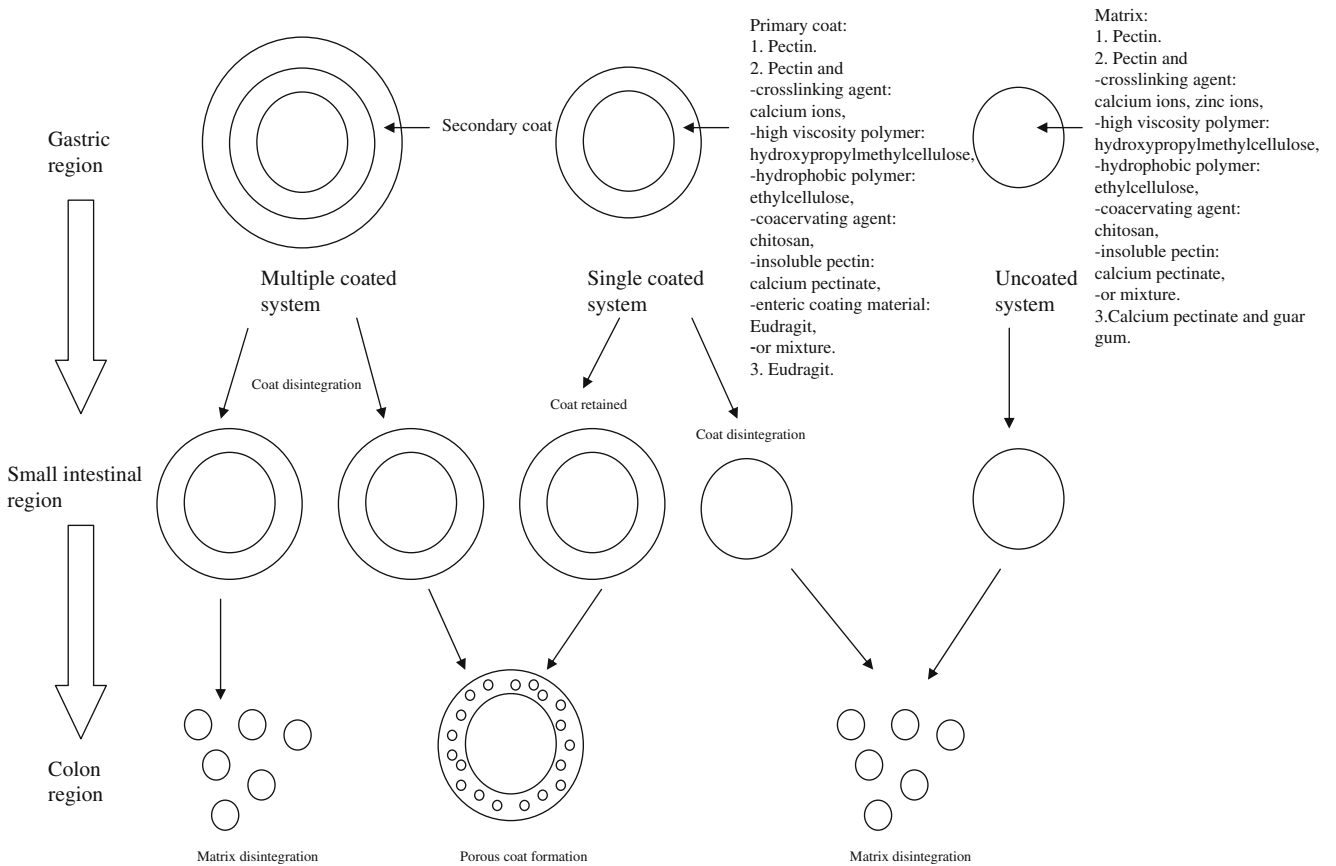 Primary coat:
1. Pectin.
2. Pectin and
-crosslinking agent:
calcium ions,
-high viscosity polymer:
hydroxypropylmethylcellulose,
-hydrophobic polymer:
ethylcellulose,
-coacervating agent:
chitosan,
-insoluble pectin:
calcium pectinate,
-enteric coating material:
Eudragit,
-or mixture.
3. Eudragit.
Matrix:
1. Pectin.
2. Pectin and
-crosslinking agent:
calcium ions, zinc ions,
-high viscosity polymer:
hydroxypropylmethylcellulose,
-hydrophobic polymer:
ethylcellulose,
-coacervating agent:
chitosan,
-insoluble pectin:
calcium pectinate,
-or mixture.
3.Calcium pectinate and guar
gum.
Gastric
region
Secondary coat
Multiple coated
system
Single coated
system
Uncoated
system
Coat disintegration
Coat retained
Coat disintegration
Small intestinal
region
Colon
region
Matrix disintegration
Porous coat formation
Matrix disintegration